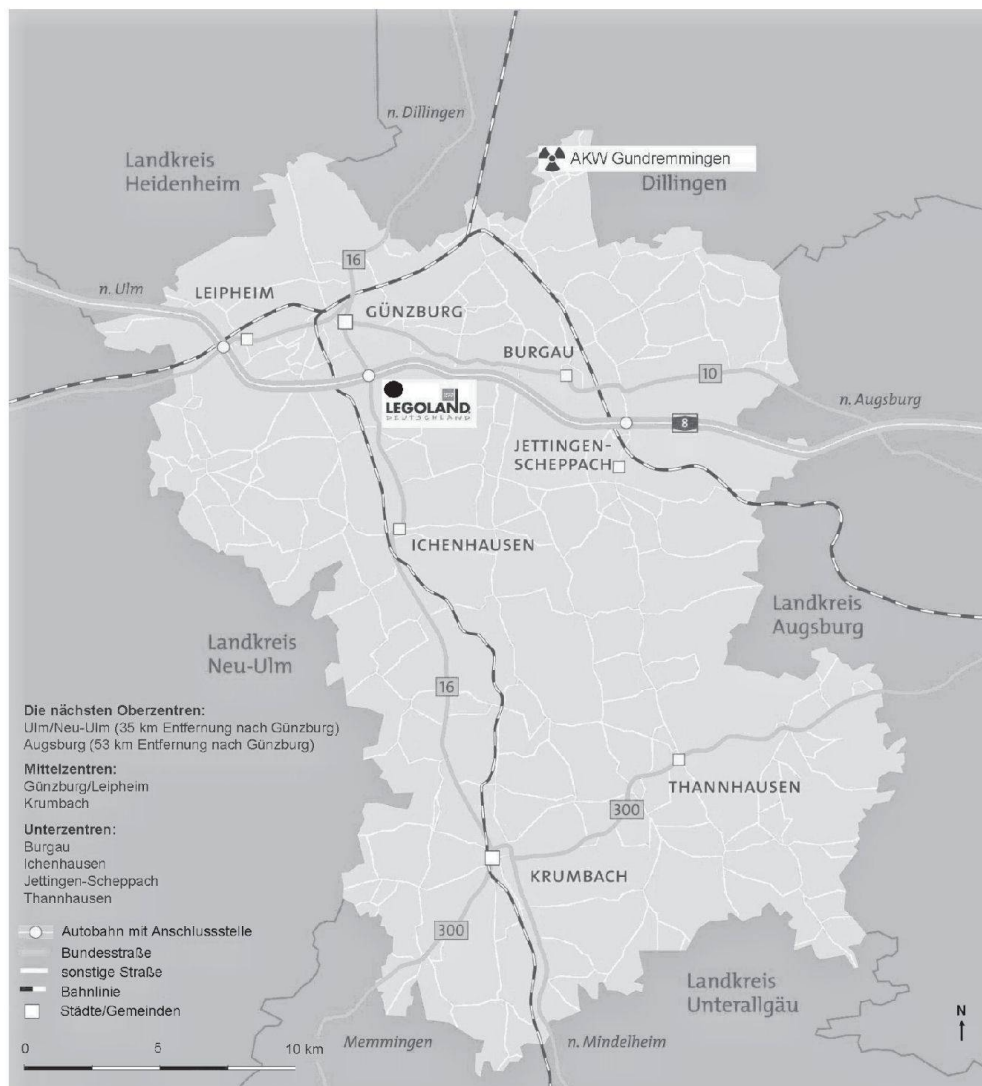 n. Dillingen
Landkreis
Heidenheim
AKW Gundremmingen
Dillingen
16
n. Ulm
LEIPHEIM
GÜNZBURG
BURGAU
10
n. Augsburg
LEGOLAND
DEUTSCHLAND
8
JETTINGEN-
SCHEPPACH
ICHENHAUSEN
Landkreis
Augsburg
Landkreis
Neu-Ulm
16
Die nächsten Oberzentren:
Ulm/Neu-Ulm (35 km Entfernung nach Günzburg)
Augsburg (53 km Entfernung nach Günzburg)
Mittelzentren:
Günzburg/Leipheim
Krumbach
THANNHAUSEN
300
Unterzentren:
Burgau
Ichenhausen
Jettingen-Scheppach
Thannhausen
KRUMBACH
300
Autobahn mit Anschlussstelle
Bundesstraße
sonstige Straße
Bahnlinie
Städte/Gemeinden
Landkreis
Unterallgäu
N
Memmingen
n. Mindelheim
0 5 10 km